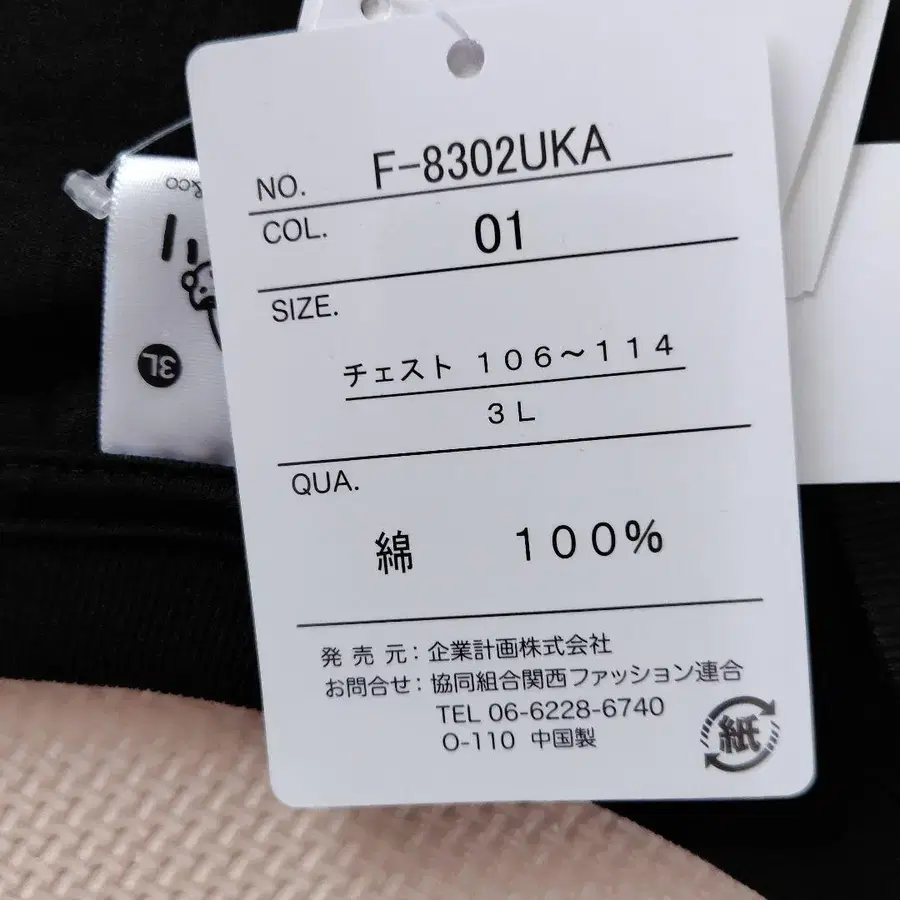 NO. F-8302UKA
COL. 01
SIZE.
チェスト 106～114
3L
QUA.
綿 100%
発売元：企業計画株式会社
お問合せ：協同組合関西ファッション連合
TEL 06-6228-6740
O-110 中国製
紙
&co
3L